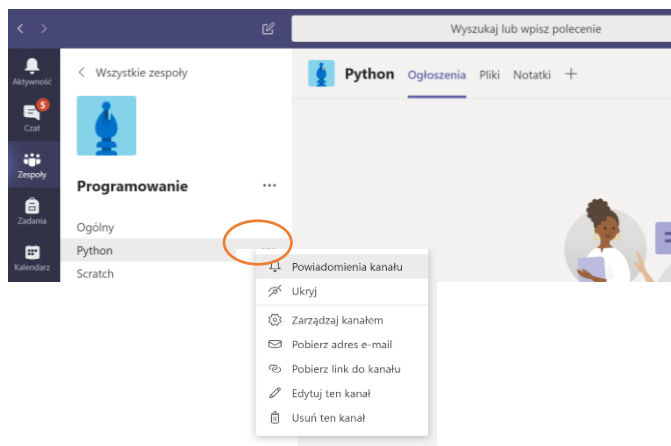 Wyszukaj lub wpisz polecenie
Aktywność
5
Czat
Zespoły
Zadania
Kalendarz
Wszystkie zespoły
Programowanie
Ogólny
Python
Scratch
Python Ogłoszenia Pliki Notatki
Powiadomienia kanału
Ukryj
Zarządzaj kanałem
Pobierz adres e-mail
Pobierz link do kanału
Edytuj ten kanał
Usuń ten kanał